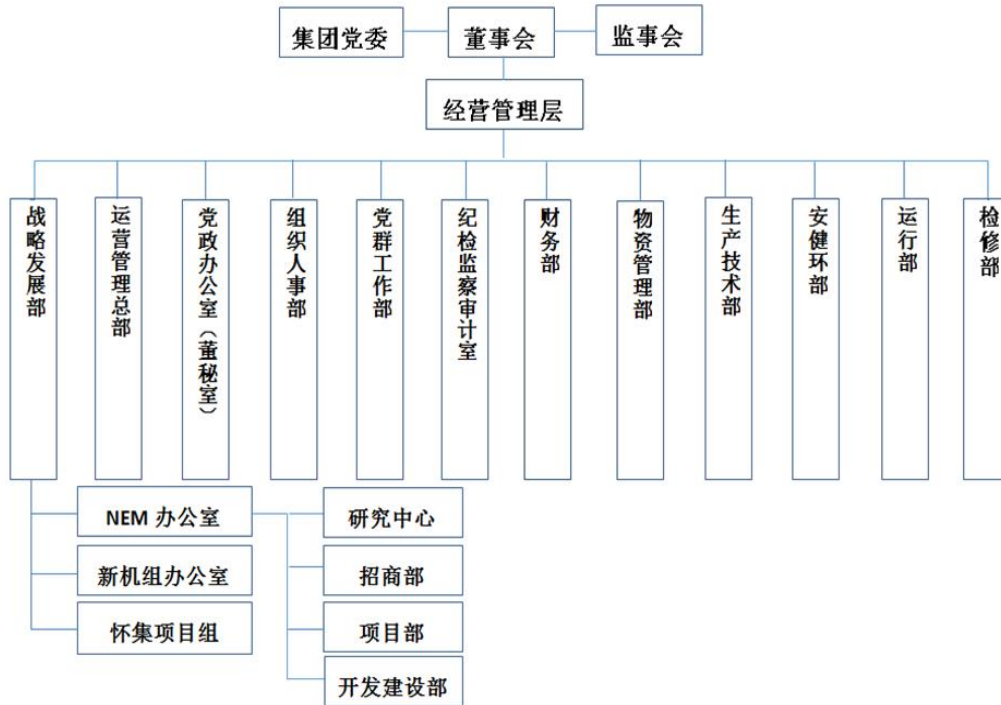 集团党委
董事会
监事会
经营管理层
战略发展部
运营管理总部
党政办公室（董秘室）
组织人事部
党群工作部
纪检监察审计室
财务部
物资管理部
生产技术部
安健环部
运行部
检修部
NEM 办公室
研究中心
新机组办公室
招商部
怀集项目组
项目部
开发建设部